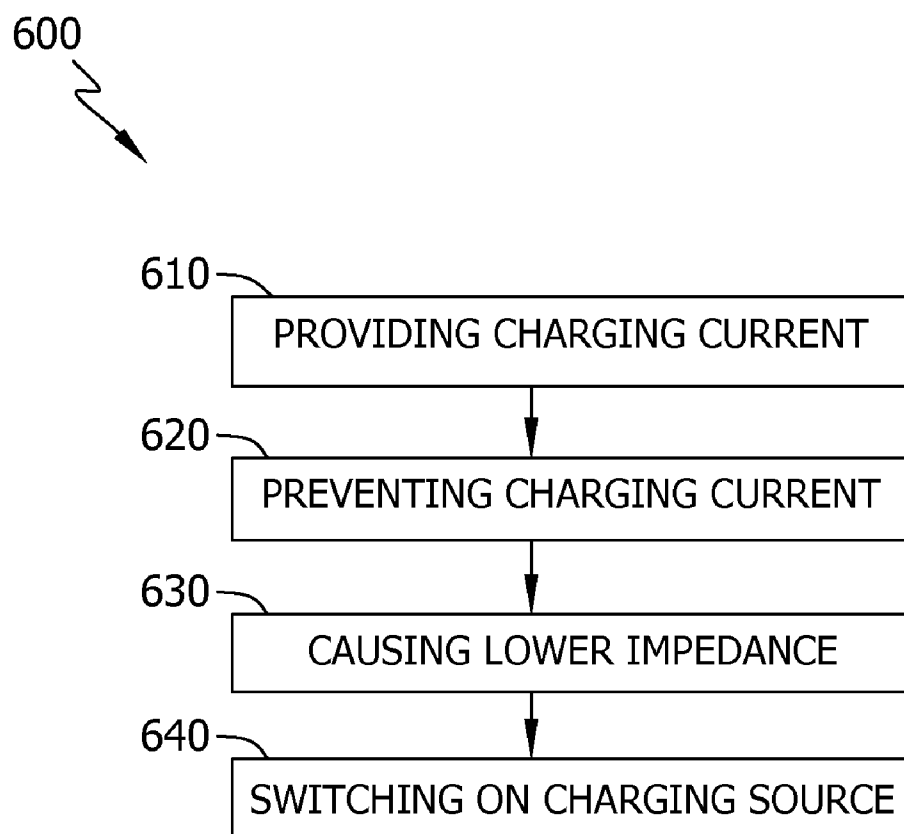 600
610
PROVIDING CHARGING CURRENT
620
PREVENTING CHARGING CURRENT
630
CAUSING LOWER IMPEDANCE
640
SWITCHING ON CHARGING SOURCE